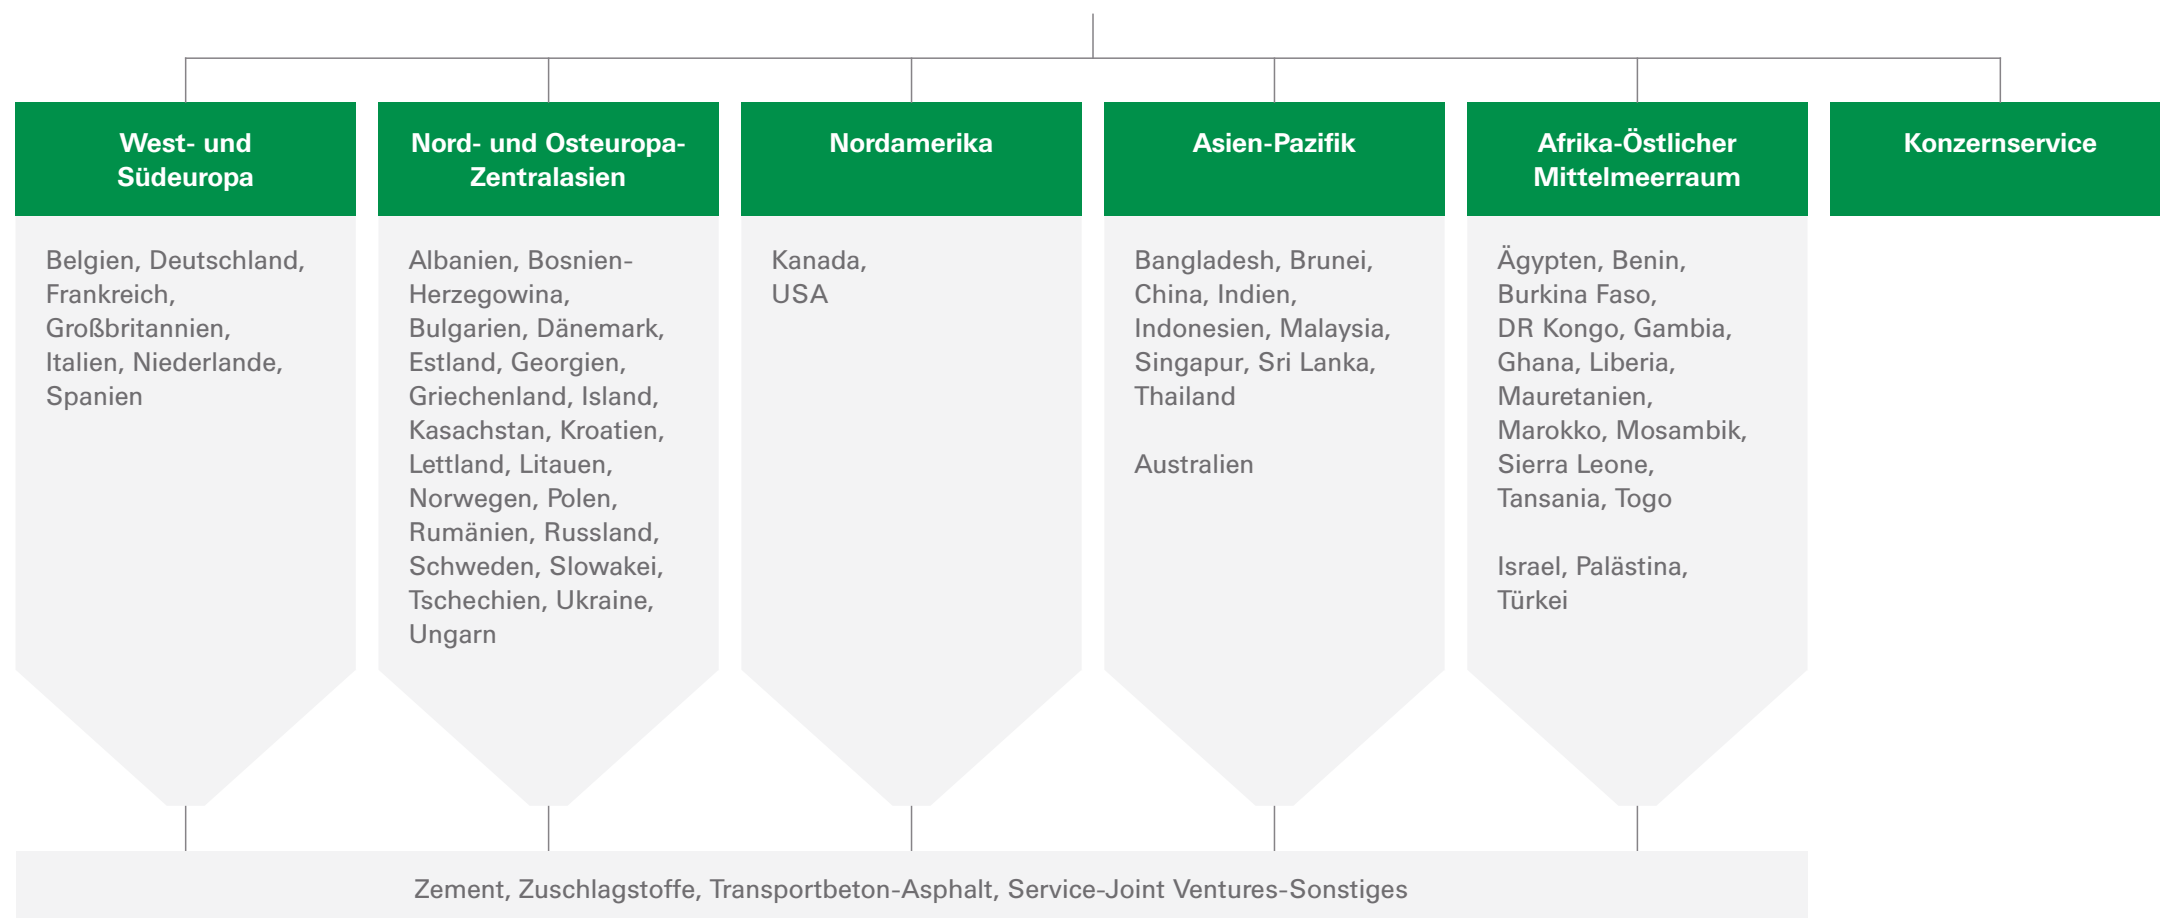 West- und
Südeuropa
Belgien, Deutschland,
Frankreich,
Großbritannien,
Italien, Niederlande,
Spanien
Nord- und Osteuropa-
Zentralasien
Albanien, Bosnien-
Herzegowina,
Bulgarien, Dänemark,
Estland, Georgien,
Griechenland, Island,
Kasachstan, Kroatien,
Lettland, Litauen,
Norwegen, Polen,
Rumänien, Russland,
Schweden, Slowakei,
Tschechien, Ukraine,
Ungarn
Nordamerika
Kanada,
USA
Asien-Pazifik
Bangladesh, Brunei,
China, Indien,
Indonesien, Malaysia,
Singapur, Sri Lanka,
Thailand
Australien
Afrika-Östlicher
Mittelmeerraum
Ägypten, Benin,
Burkina Faso,
DR Kongo, Gambia,
Ghana, Liberia,
Mauretanien,
Marokko, Mosambik,
Sierra Leone,
Tansania, Togo
Israel, Palästina,
Türkei
Konzernservice
Zement, Zuschlagstoffe, Transportbeton-Asphalt, Service-Joint Ventures-Sonstiges